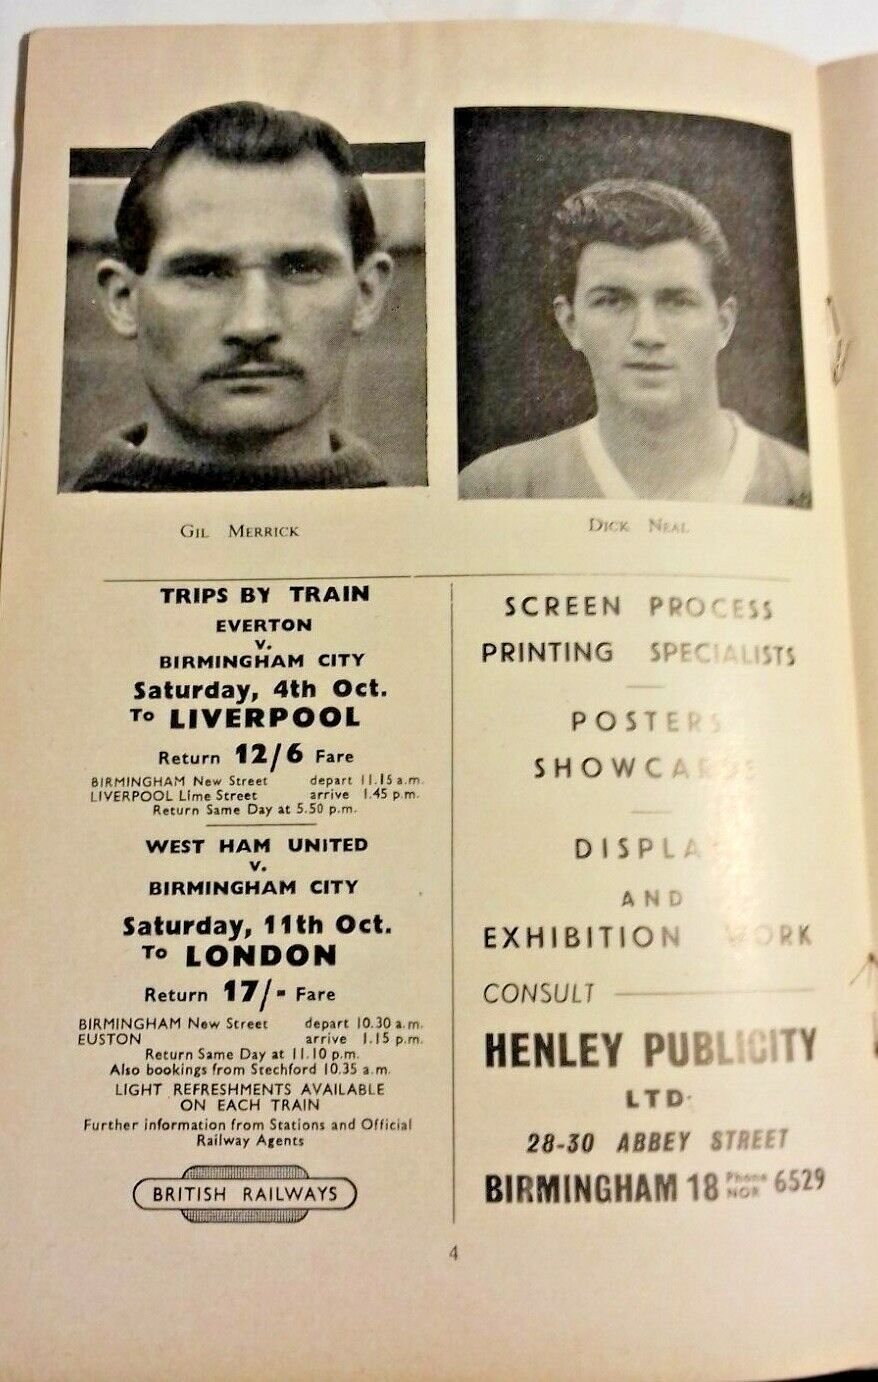 GIL MERRICK
DICK NEAL
TRIPS BY TRAIN
EVERTON
v.
BIRMINGHAM CITY
Saturday, 4th Oct.
To LIVERPOOL
Return 12/6 Fare
BIRMINGHAM New Street depart 11.15 a.m.
LIVERPOOL Lime Street arrive 1.45 p.m.
Return Same Day at 5.50 p.m.
WEST HAM UNITED
v.
BIRMINGHAM CITY
Saturday, 11th Oct.
To LONDON
Return 17/- Fare
BIRMINGHAM New Street depart 10.30 a.m.
EUSTON arrive 1.15 p.m.
Return Same Day at 11.10 p.m.
Also bookings from Stechford 10.35 a.m.
LIGHT REFRESHMENTS AVAILABLE
ON EACH TRAIN
Further information from Stations and Official
Railway Agents
BRITISH RAILWAYS
SCREEN PROCESS
PRINTING SPECIALISTS
POSTERS
SHOWCARDS
DISPLAY
AND
EXHIBITION WORK
CONSULT
HENLEY PUBLICITY
LTD.
28-30 ABBEY STREET
BIRMINGHAM 18 Phone NOR 6529
4